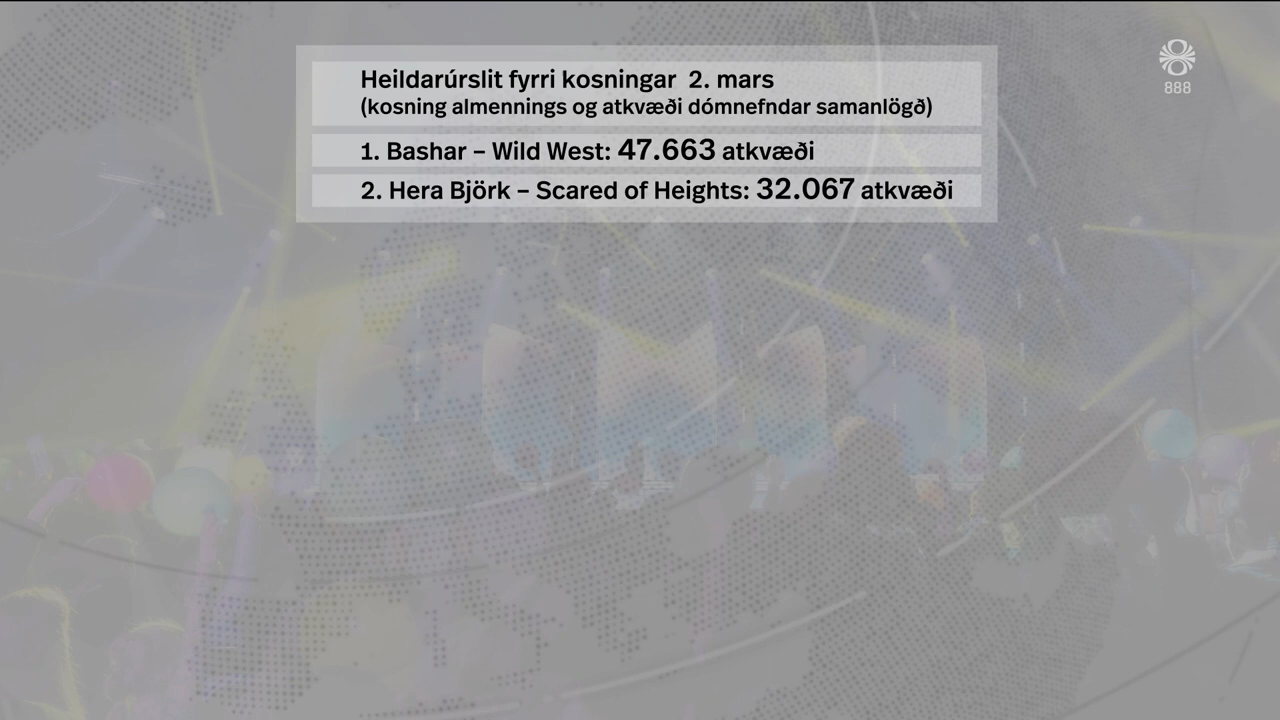 Heildarúrslit fyrri kosningar 2. mars
(kosning almennings og atkvæði dómnefndar samanlögð)
1. Bashar – Wild West: 47.663 atkvæði
2. Hera Björk – Scared of Heights: 32.067 atkvæði
888